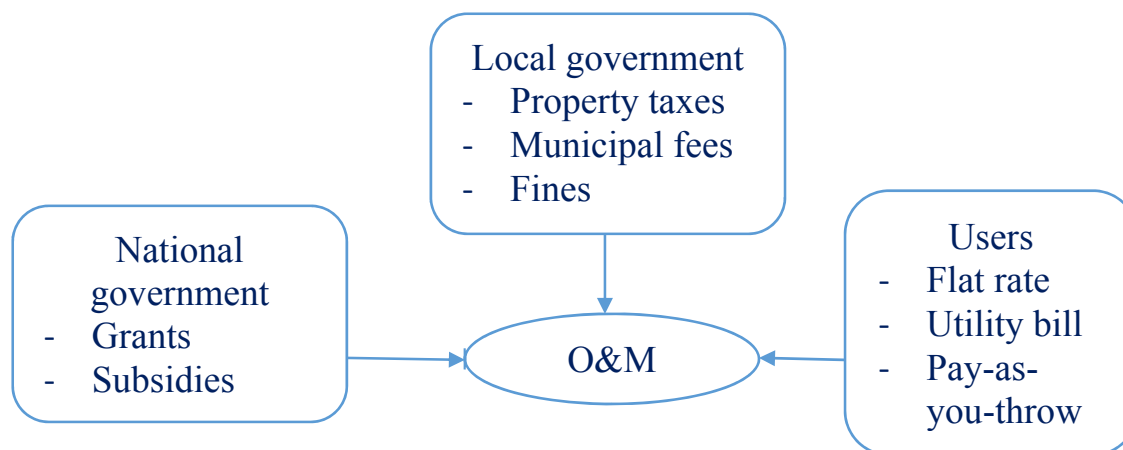 Local government
- Property taxes
- Municipal fees
- Fines
National
government
- Grants
- Subsidies
O&M
Users
- Flat rate
- Utility bill
- Pay-as-
you-throw